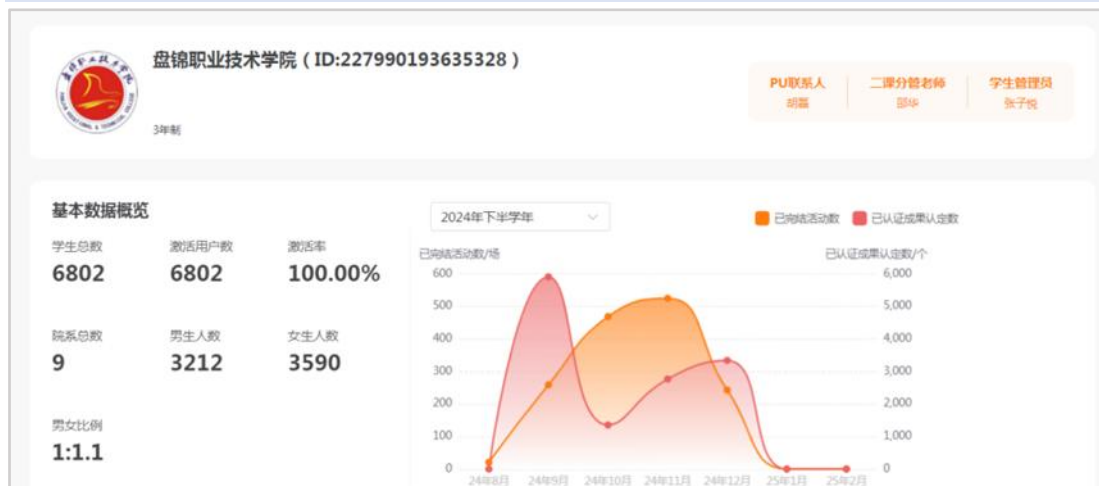 盘锦职业技术学院（ID:227990193635328）
3年制
PU联系人
胡磊
二课分管老师
邵华
学生管理员
张子悦
基本数据概览
学生总数
6802
激活用户数
6802
激活率
100.00%
院系总数
9
男生人数
3212
女生人数
3590
男女比例
1:1.1
2024年下半学年
已完结活动数
已认证成果认定数
已完结活动数/场
已认证成果认定数/个
600
500
400
300
200
100
0
6,000
5,000
4,000
3,000
2,000
1,000
0
24年8月
24年9月
24年10月
24年11月
24年12月
25年1月
25年2月